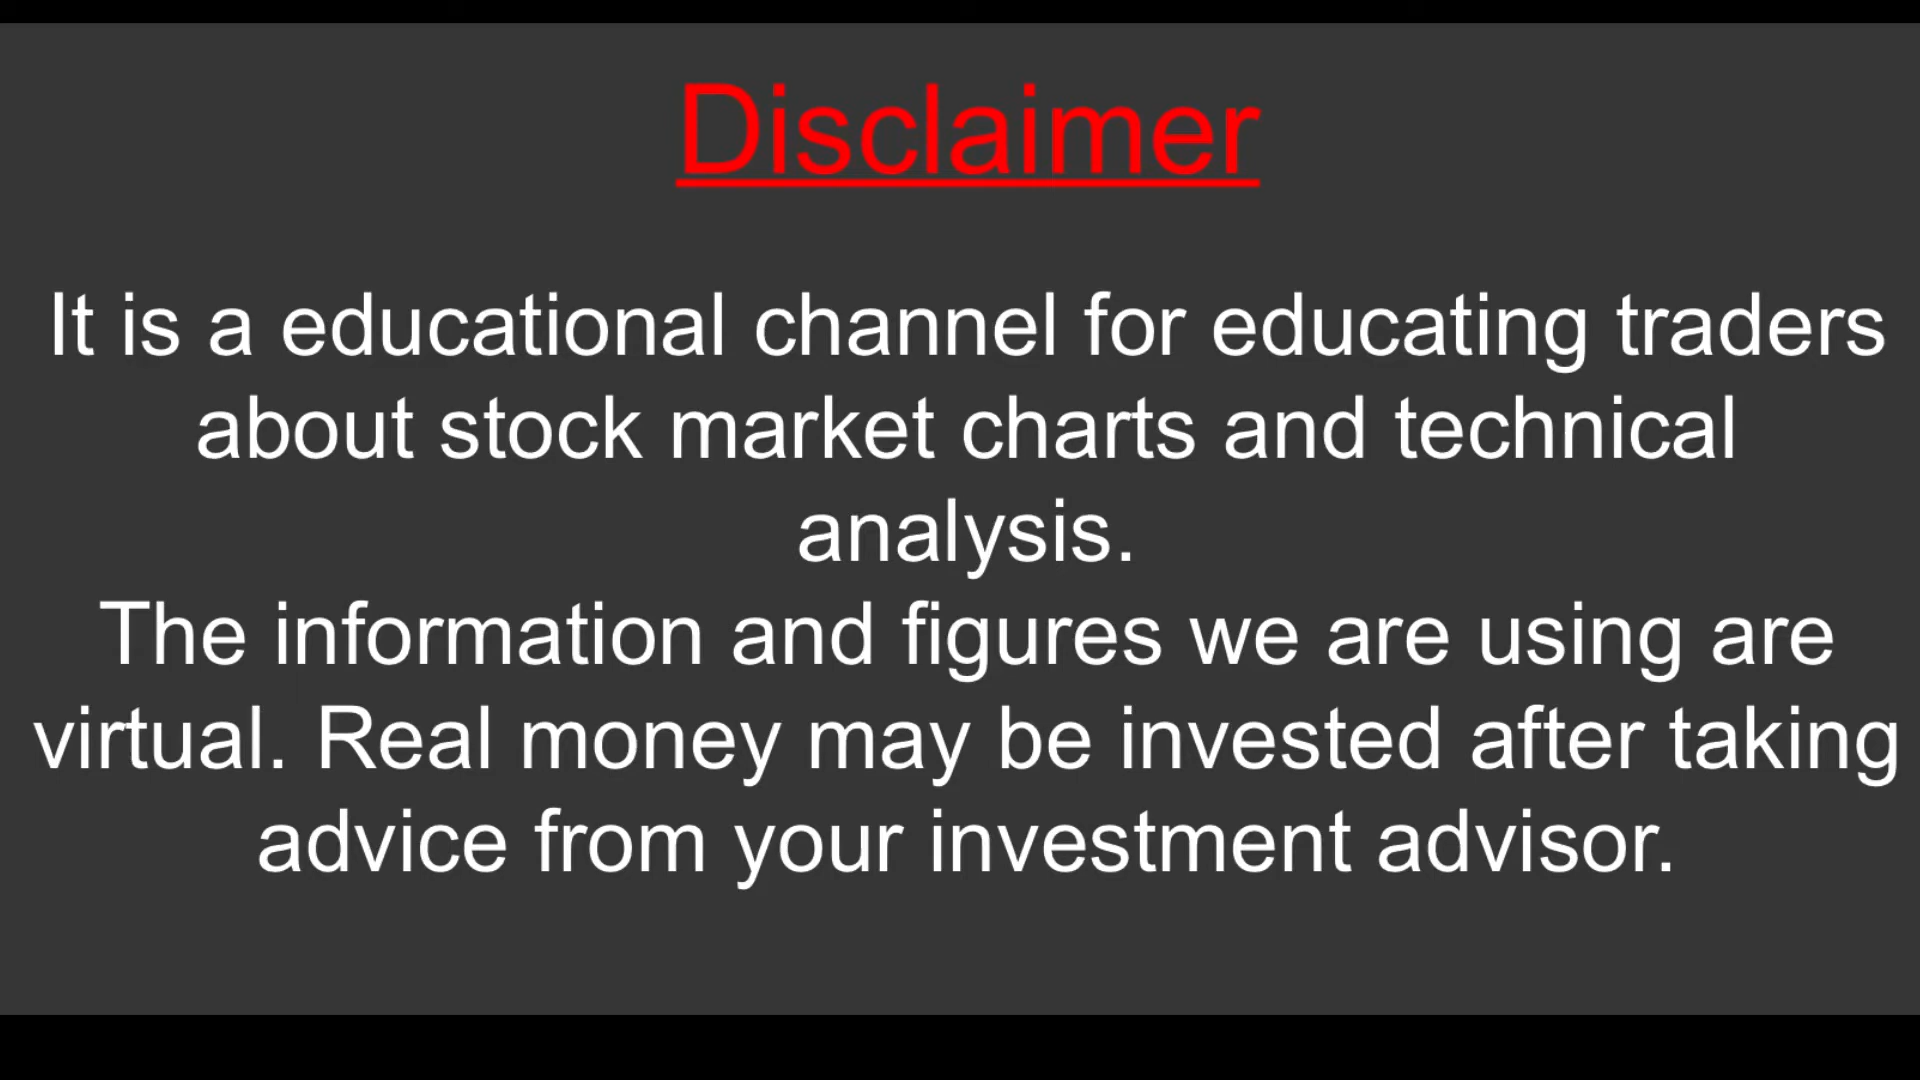 Disclaimer
It is a educational channel for educating traders
about stock market charts and technical
analysis.
The information and figures we are using are
virtual. Real money may be invested after taking
advice from your investment advisor.